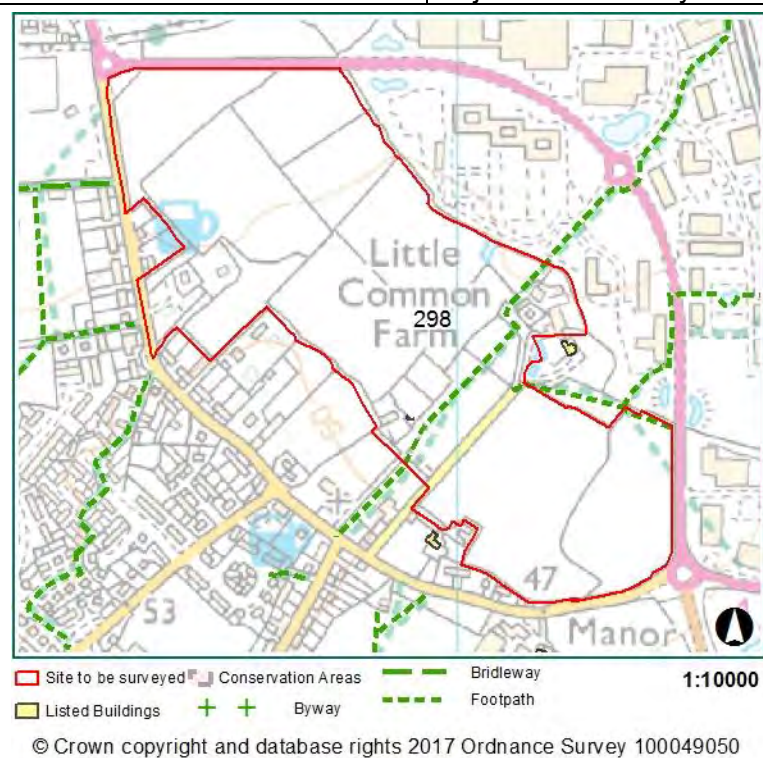 Little
Common
Farm
298
47
53
Manor
Site to be surveyed
Conservation Areas
Bridleway
1:10000
Listed Buildings
Byway
Footpath
© Crown copyright and database rights 2017 Ordnance Survey 100049050